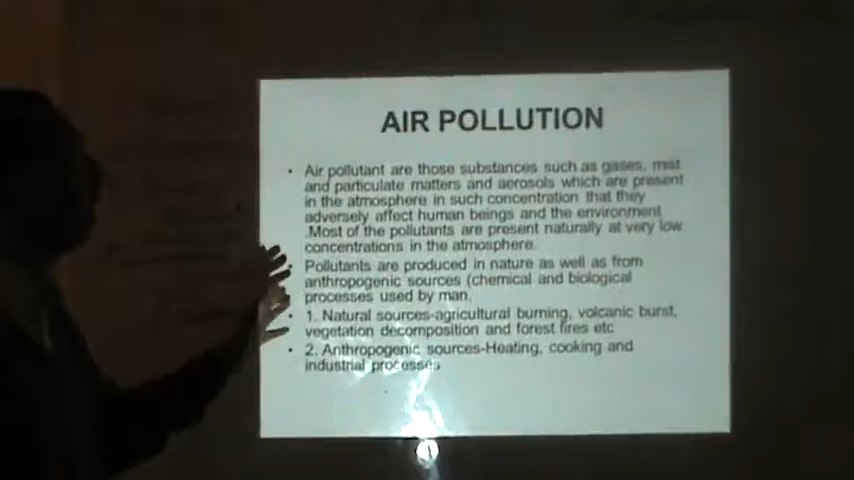 AIR POLLUTION
• Air pollutant are those substances such as gases, mist
and particulate matters and aerosols which are present
in the atmosphere in such concentration that they
adversely affect human beings and the environment
.Most of the pollutants are present naturally at very low
concentrations in the atmosphere.
Pollutants are produced in nature as well as from
anthropogenic sources (chemical and biological
processes used by man.
• 1. Natural sources-agricultural burning, volcanic burst,
vegetation decomposition and forest fires etc
• 2. Anthropogenic sources-Heating, cooking and
industrial processes